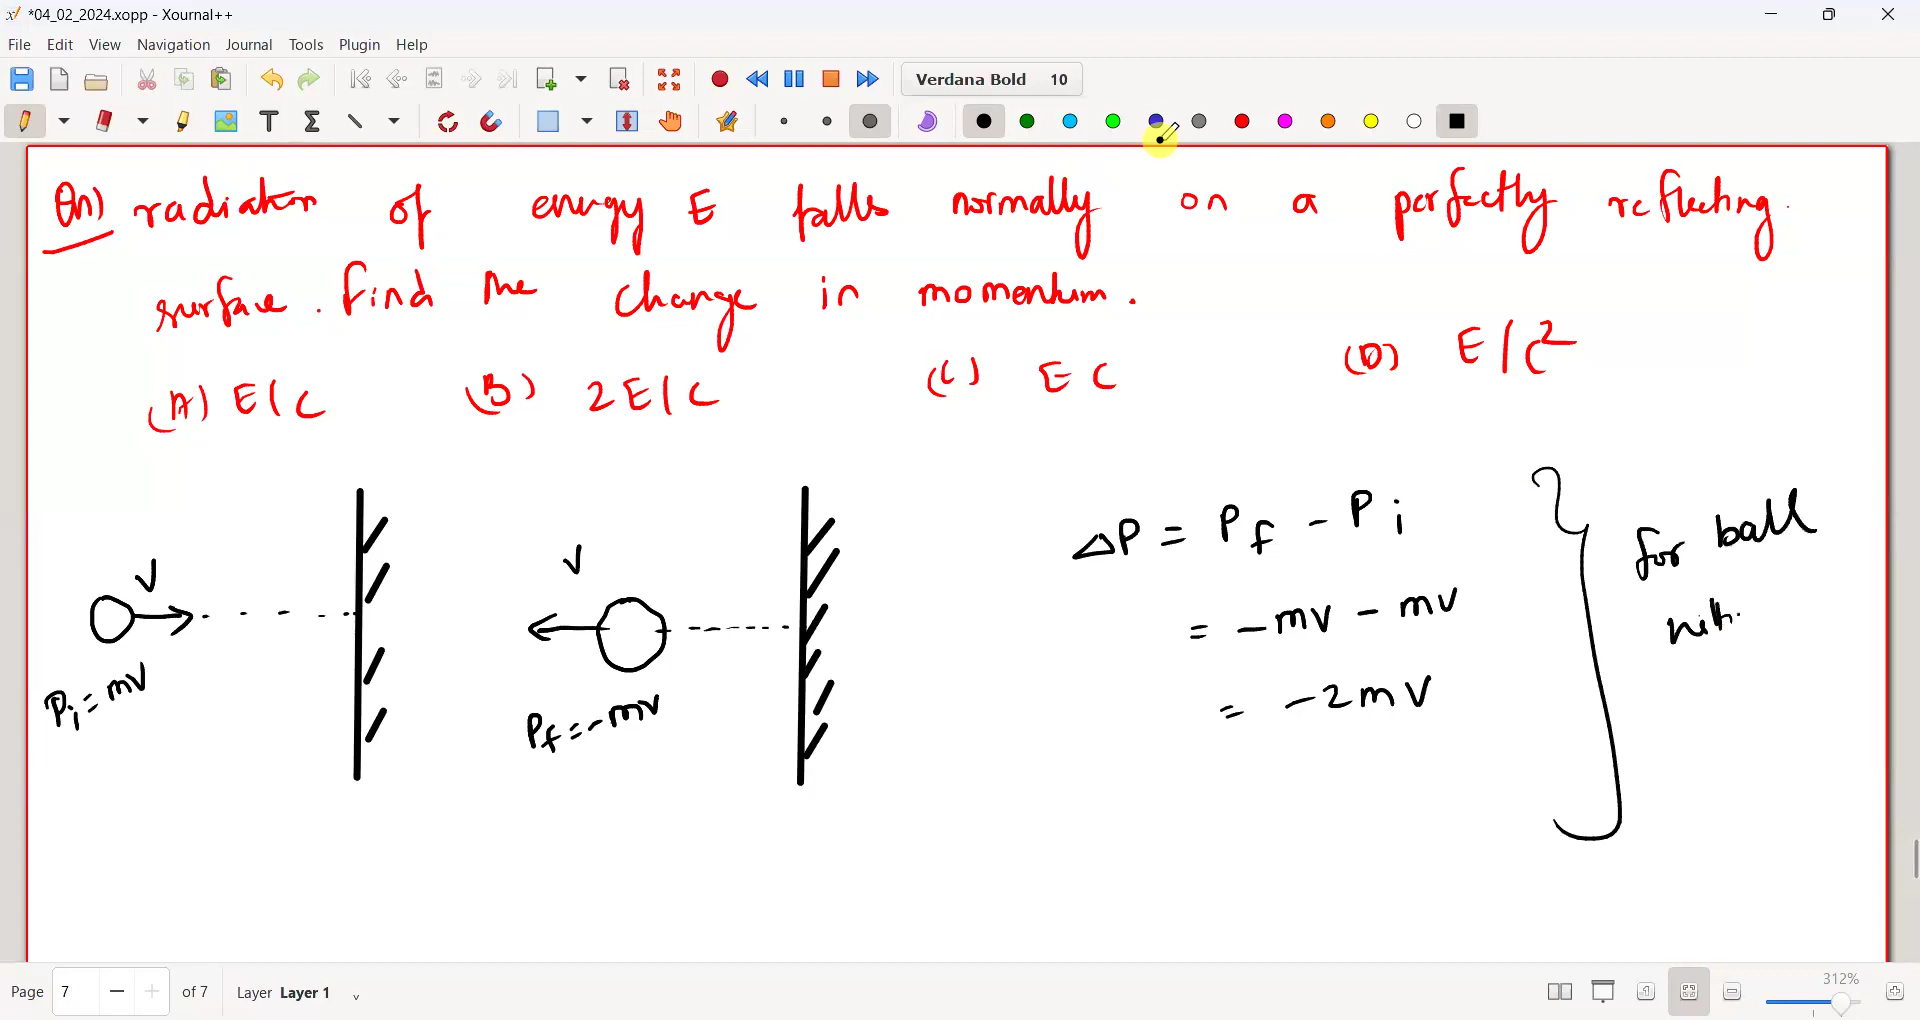 *04_02_2024.xopp - Xournal++
File Edit View Navigation Journal Tools Plugin Help
Verdana Bold 10
Qn) radiation of energy E falls normally on a perfectly reflecting
surface. find the change in momentum.
(A) E/C (B) 2E/C (C) EC (D) E/C²
V
Pi = mV
V
Pf = -mV
ΔP = Pf - Pi
= -mV - mV
= -2mV
for ball
Page 7 of 7 Layer Layer 1 312%